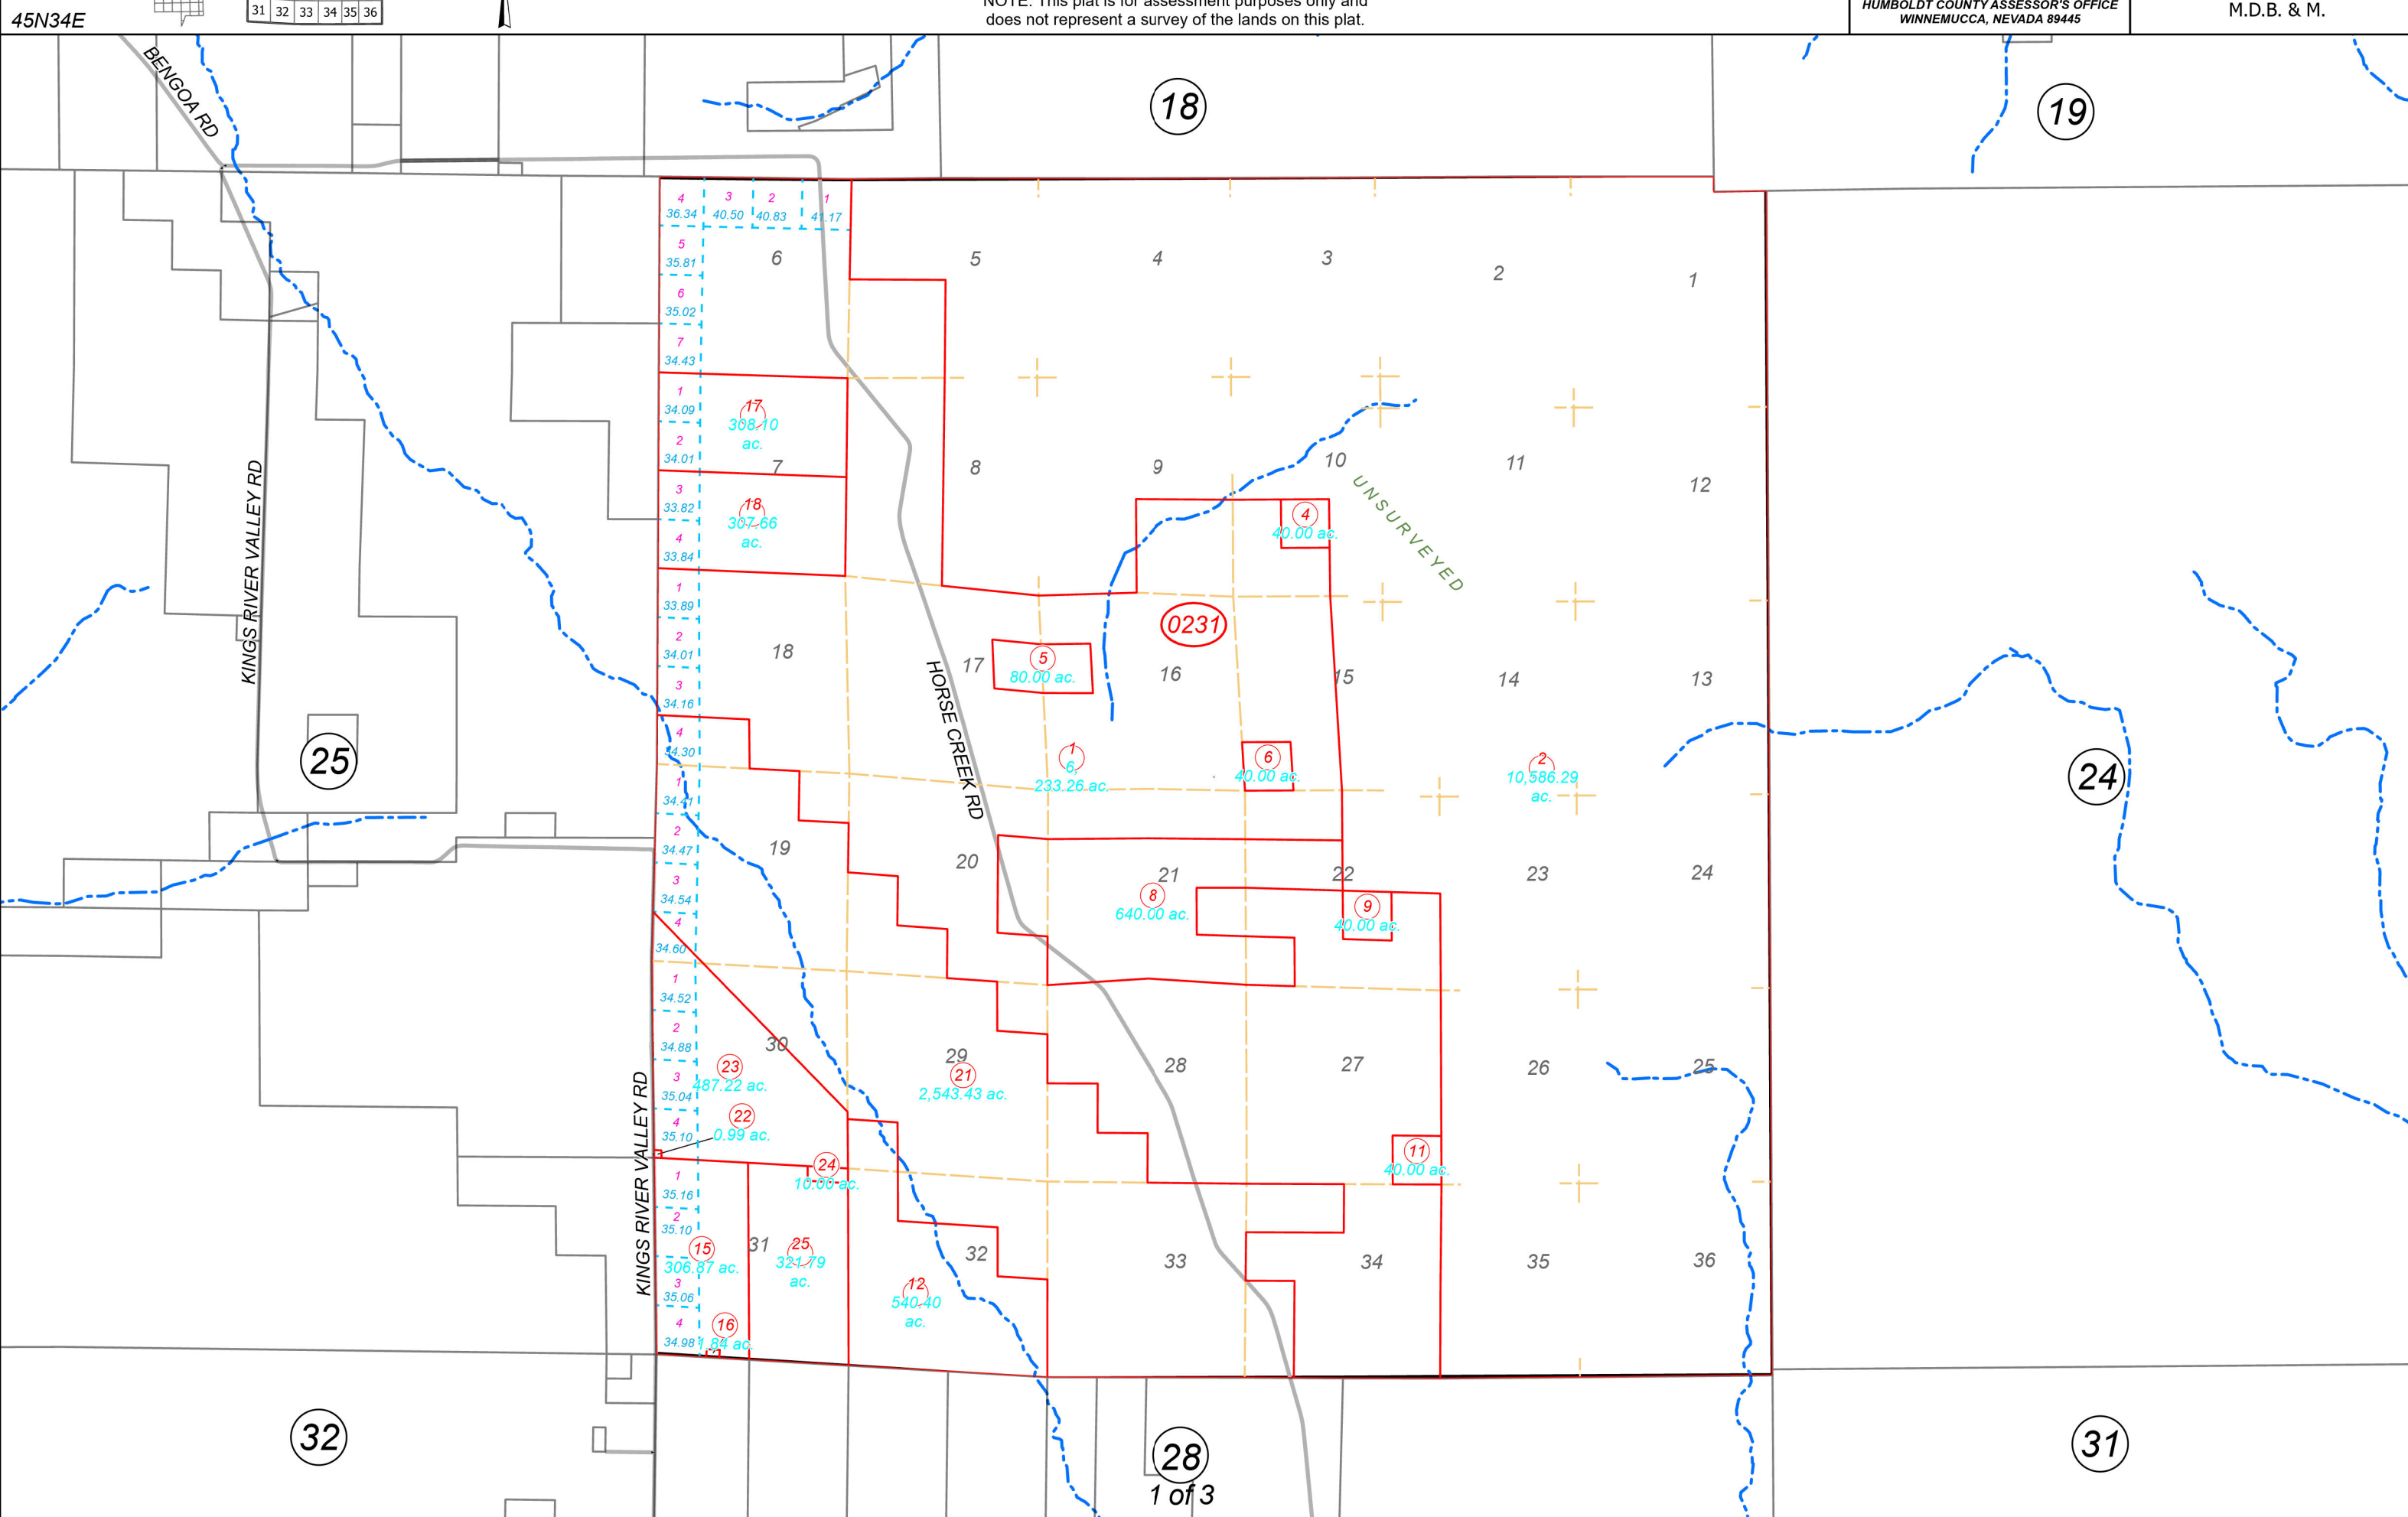 45N34E
31 32 33 34 35 36
NOTE: This plat is for assessment purposes only and
does not represent a survey of the lands on this plat.
HUMBOLDT COUNTY ASSESSOR'S OFFICE
WINNEMUCCA, NEVADA 89445
M.D.B. & M.
BENGOA RD
18
19
4 3 2 1
36.34 40.50 40.83 41.17
5
35.81
6 5 4 3 2 1
6
35.02
7
34.43
1
34.09
17
308.10
ac.
2
34.01
7 8 9 10 11 12
3
33.82
18
307.66
ac.
4
33.84
4
40.00 ac.
UNSURVEYED
KINGS RIVER VALLEY RD
1
33.89
0231
2
34.01
18 17 16 15 14 13
5
80.00 ac.
3
34.16
HORSE CREEK RD
4
34.30
1
6,
233.26 ac.
6
40.00 ac.
2
10,586.29
ac.
25
24
1
34.41
2
34.47
19 20 21 22 23 24
3
34.54
8
640.00 ac.
9
40.00 ac.
4
34.60
1
34.52
2
34.88
30 29 28 27 26 25
23
487.22 ac.
21
2,543.43 ac.
3
35.04
22
0.99 ac.
4
35.10
11
40.00 ac.
24
10.00 ac.
KINGS RIVER VALLEY RD
1
35.16
2
35.10
15
306.87 ac.
31 32 33 34 35 36
25
321.79
ac.
3
35.06
12
540.40
ac.
4
34.98
16
1.84 ac.
32
28
1 of 3
31